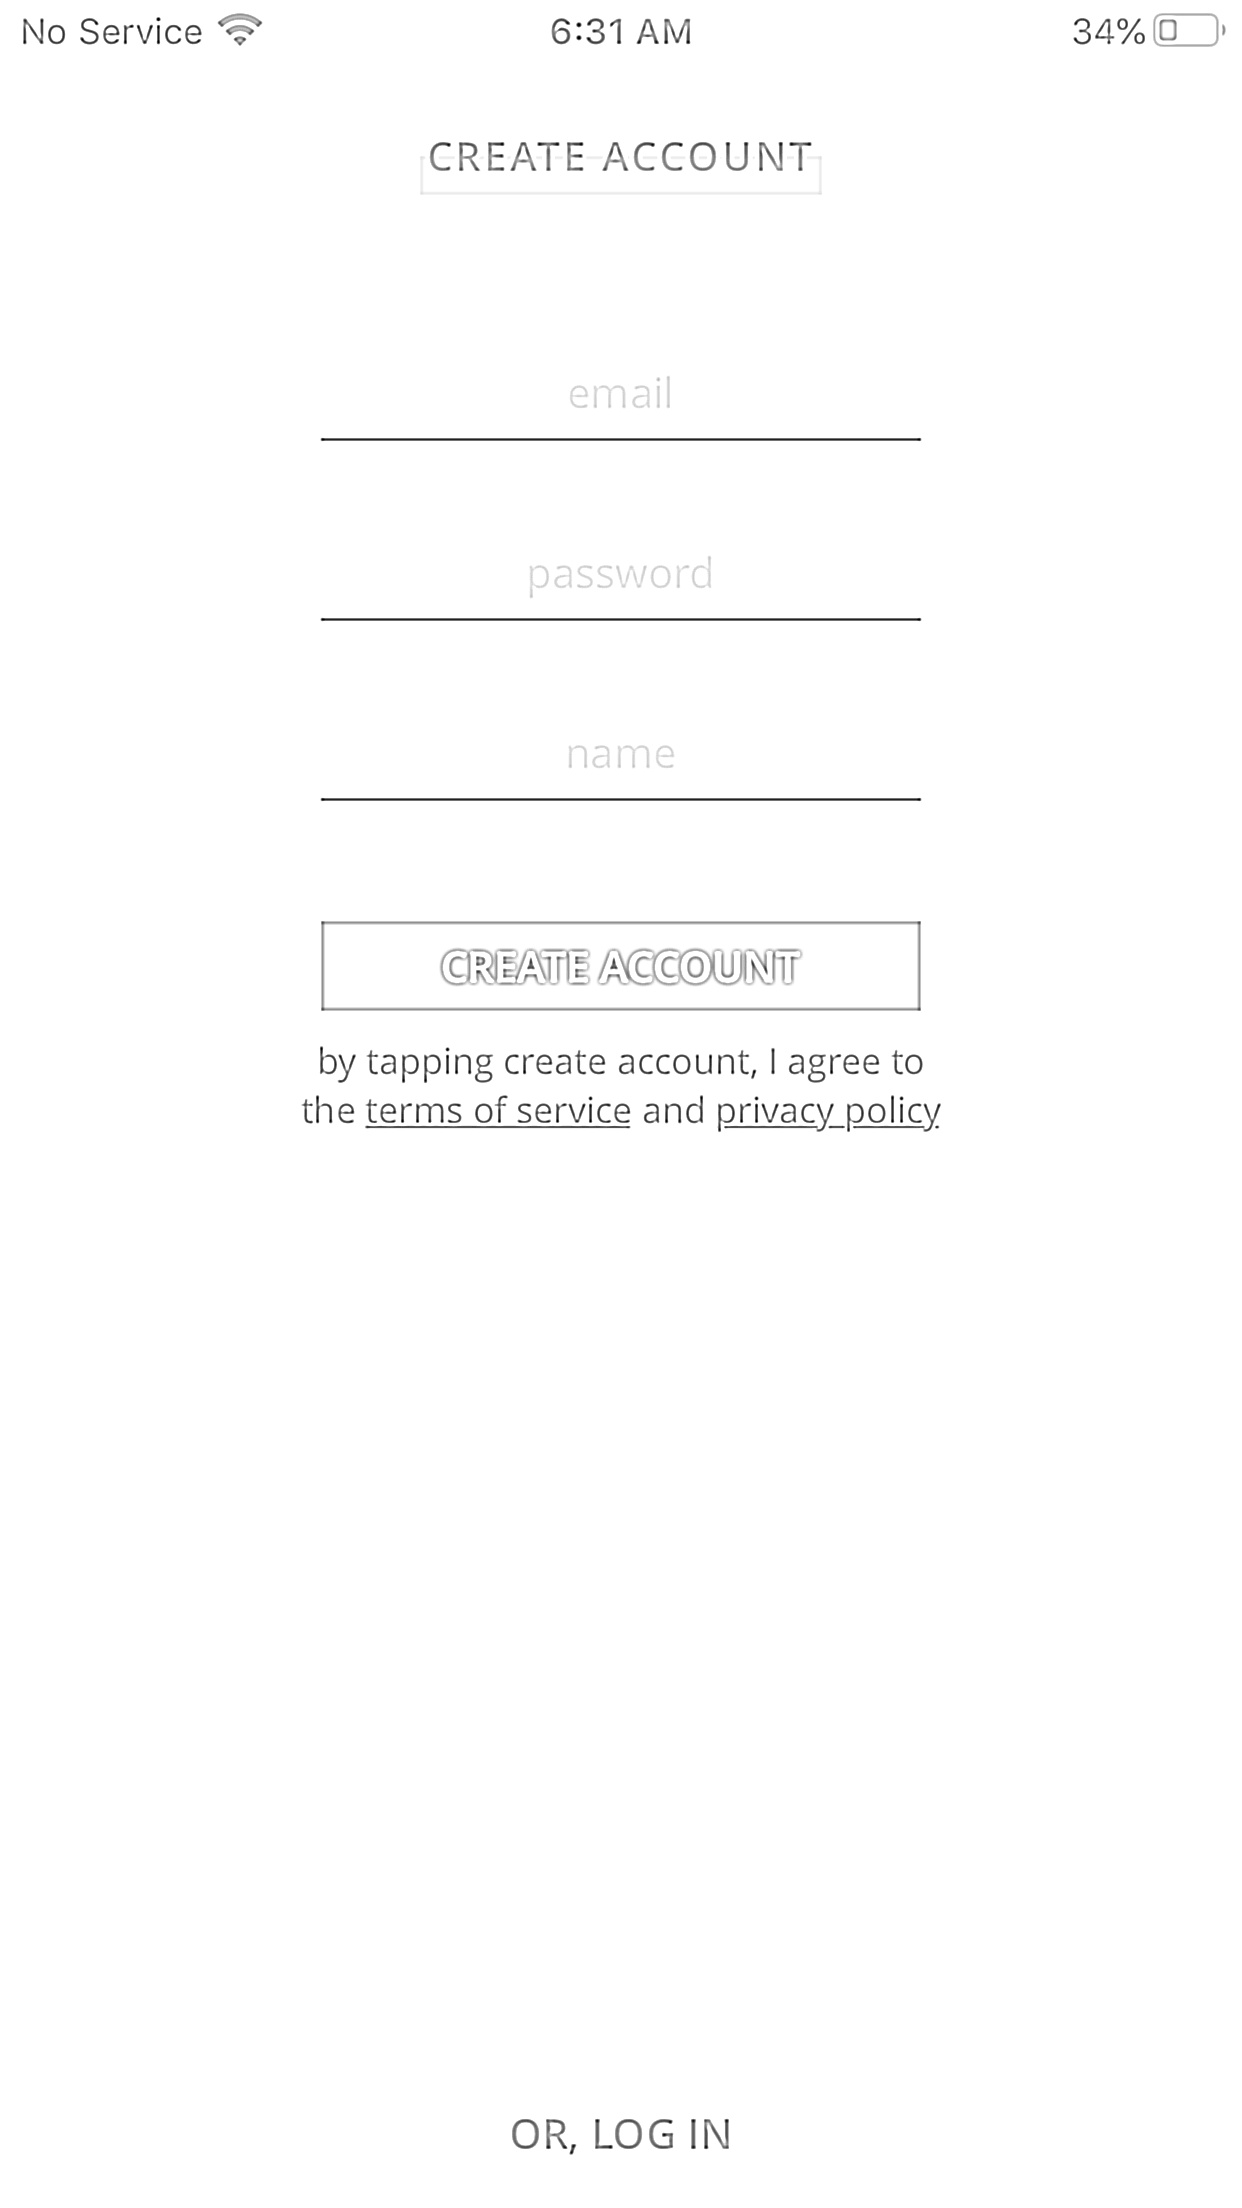 No Service 6:31 AM 34%
CREATE ACCOUNT
email
password
name
CREATE ACCOUNT
by tapping create account, I agree to
the terms of service and privacy policy
OR, LOG IN